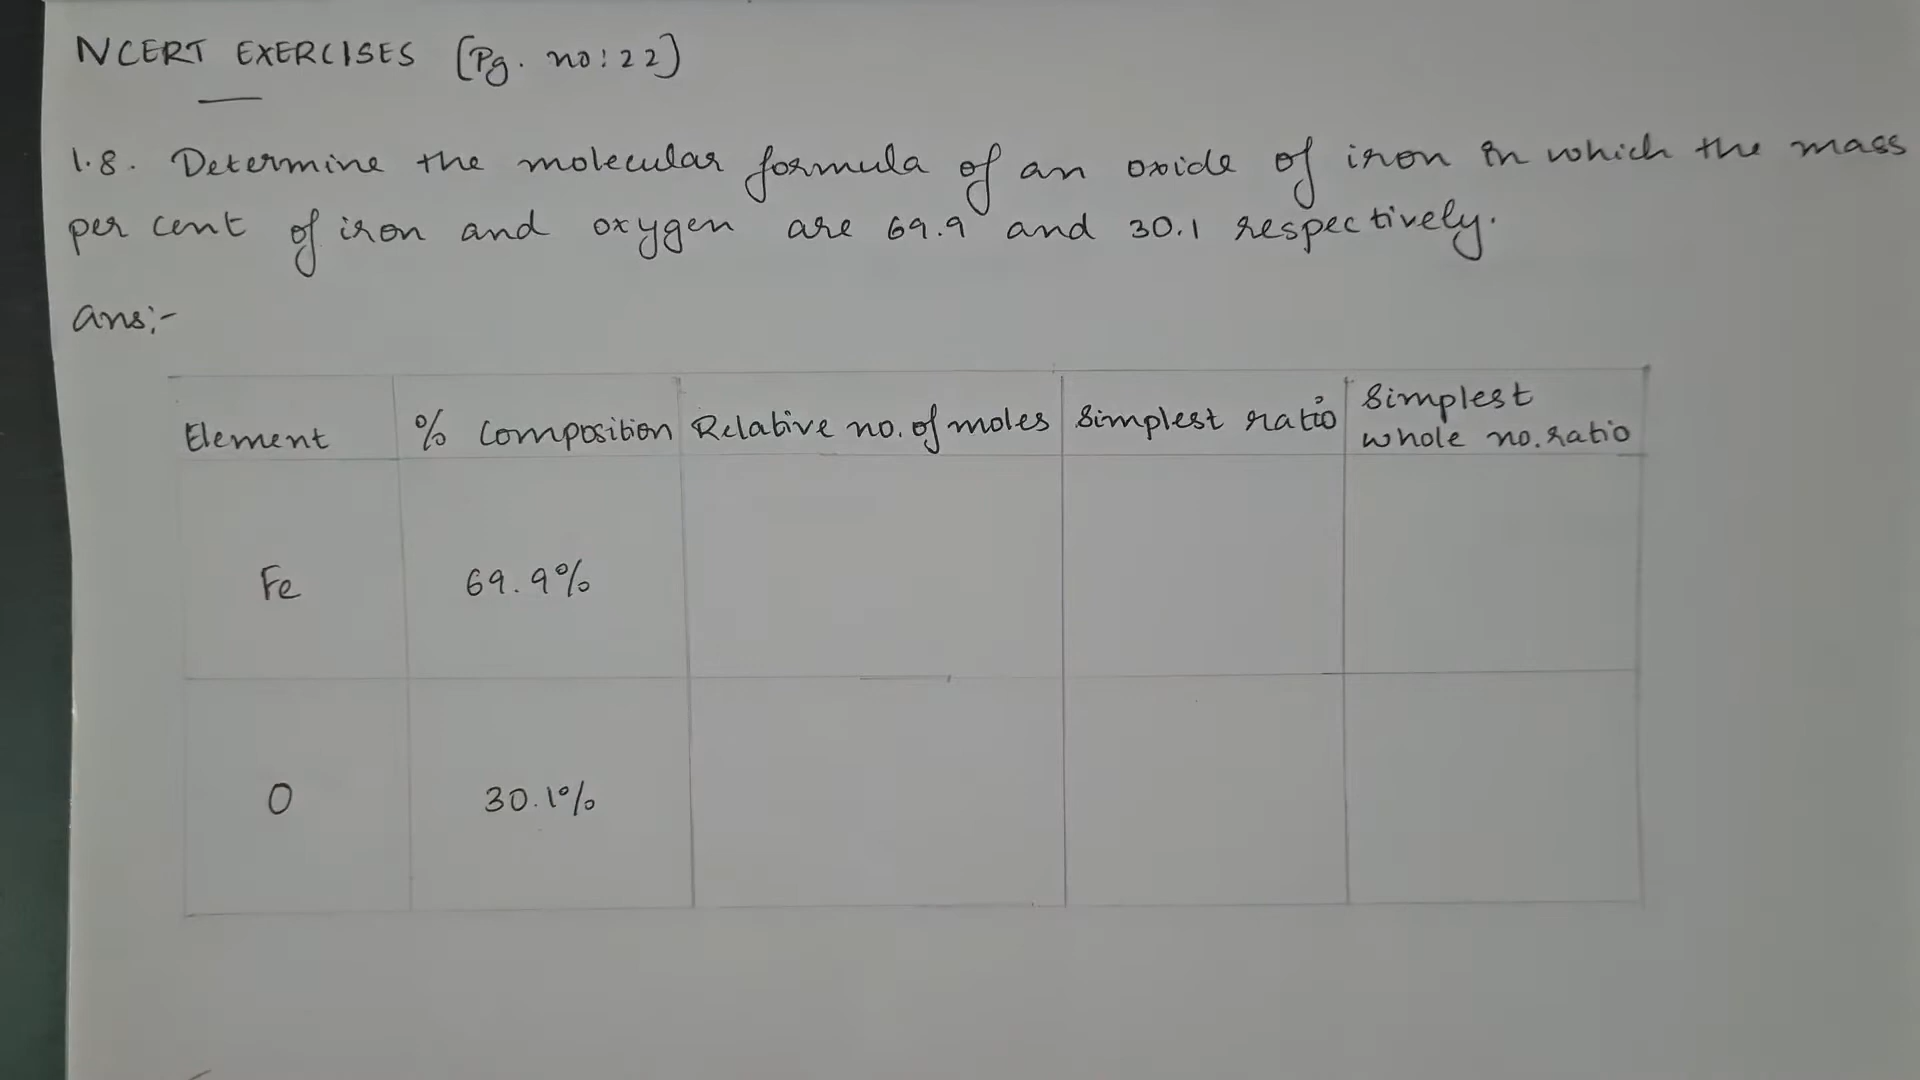 NCERT EXERCISES [Pg. no:22]
1.8. Determine the molecular formula of an oxide of iron in which the mass
per cent of iron and oxygen are 69.9 and 30.1 respectively.
ans:-
Element % Composition Relative no. of moles Simplest ratio Simplest whole no. ratio
Fe 69.9%
O 30.1%